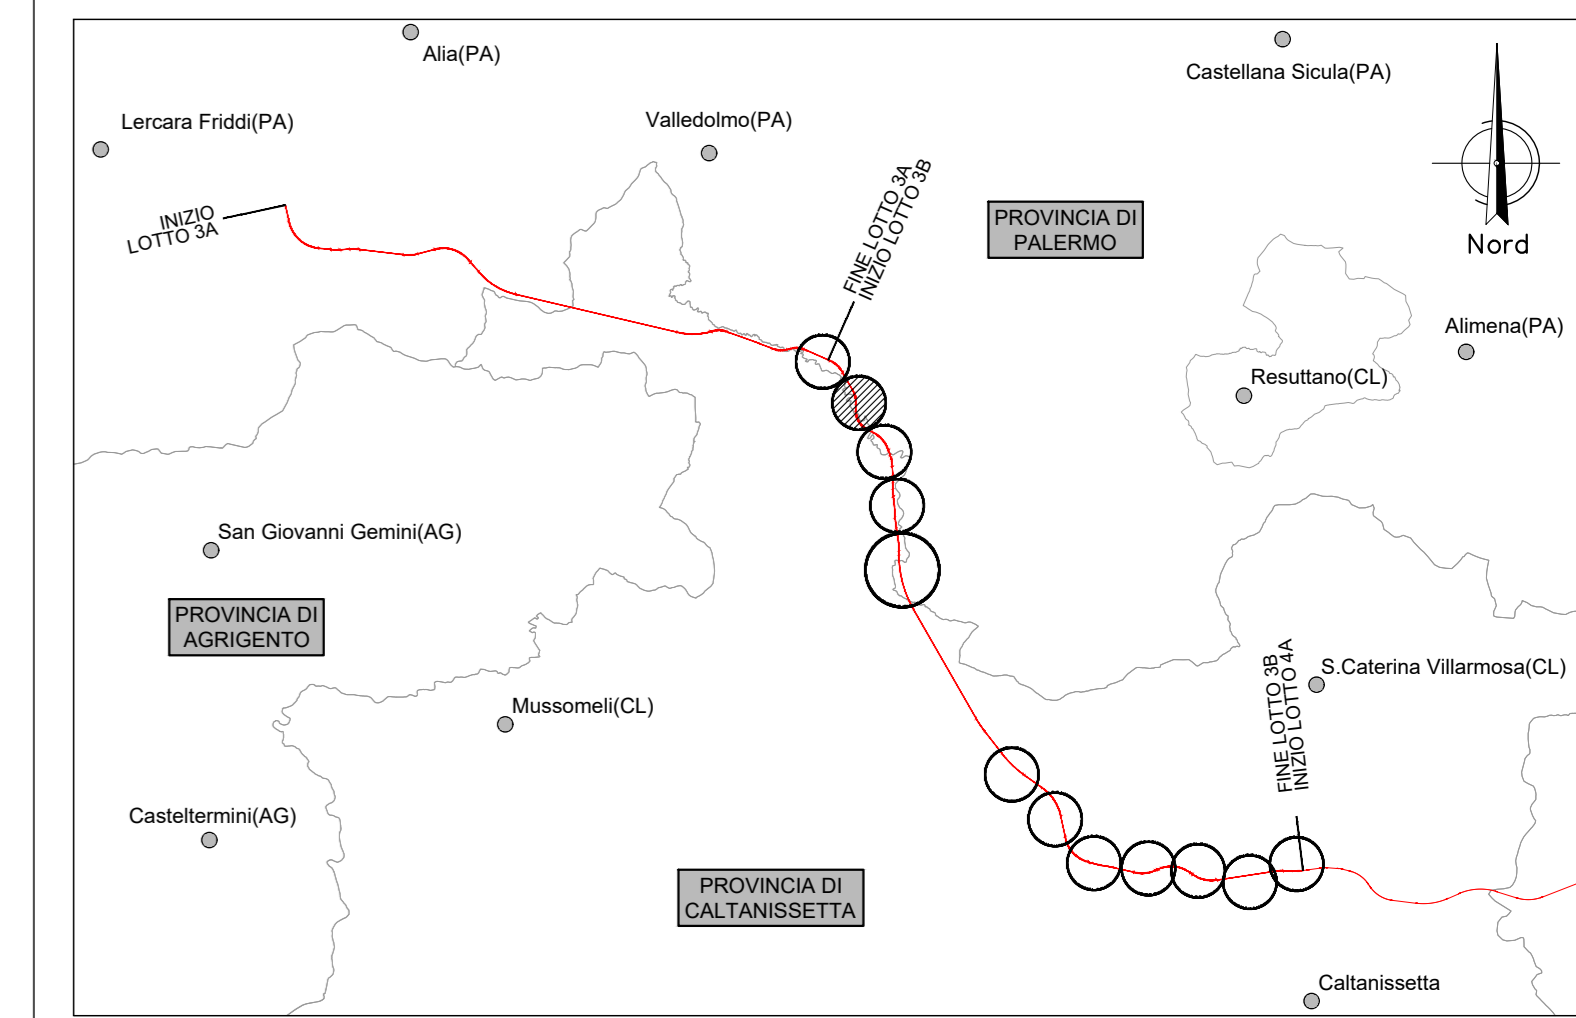 Alia(PA)
Castellana Sicula(PA)
Lercara Friddi(PA)
Valledolmo(PA)
INIZIO
LOTTO 3A
FINE LOTTO 3A
INIZIO LOTTO 3B
PROVINCIA DI
PALERMO
Nord
Alimena(PA)
Resuttano(CL)
San Giovanni Gemini(AG)
PROVINCIA DI
AGRIGENTO
FINE LOTTO 3B
INIZIO LOTTO 4A
S.Caterina Villarmosa(CL)
Mussomeli(CL)
Casteltermini(AG)
PROVINCIA DI
CALTANISSETTA
Caltanissetta